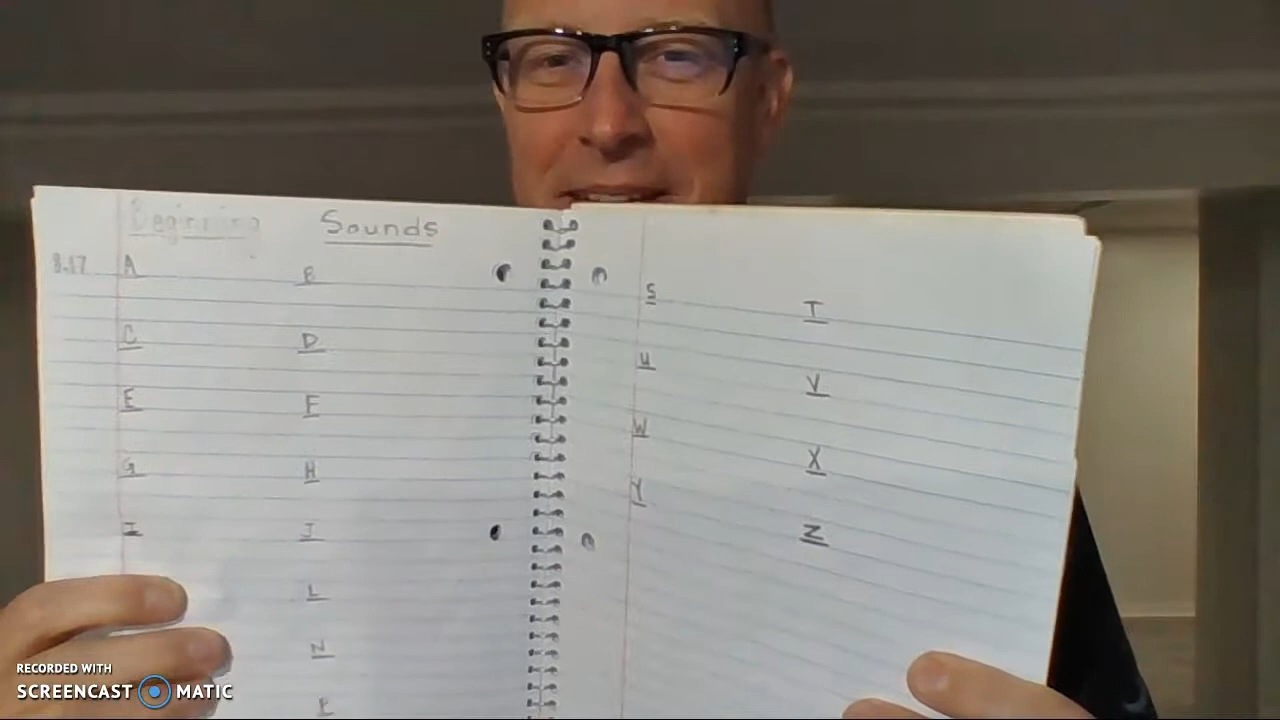 Beginning Sounds
8.17 A B
C D
E F
G H
I J
L
N
P
S T
U V
W X
Y Z
RECORDED WITH
SCREENCAST MATIC